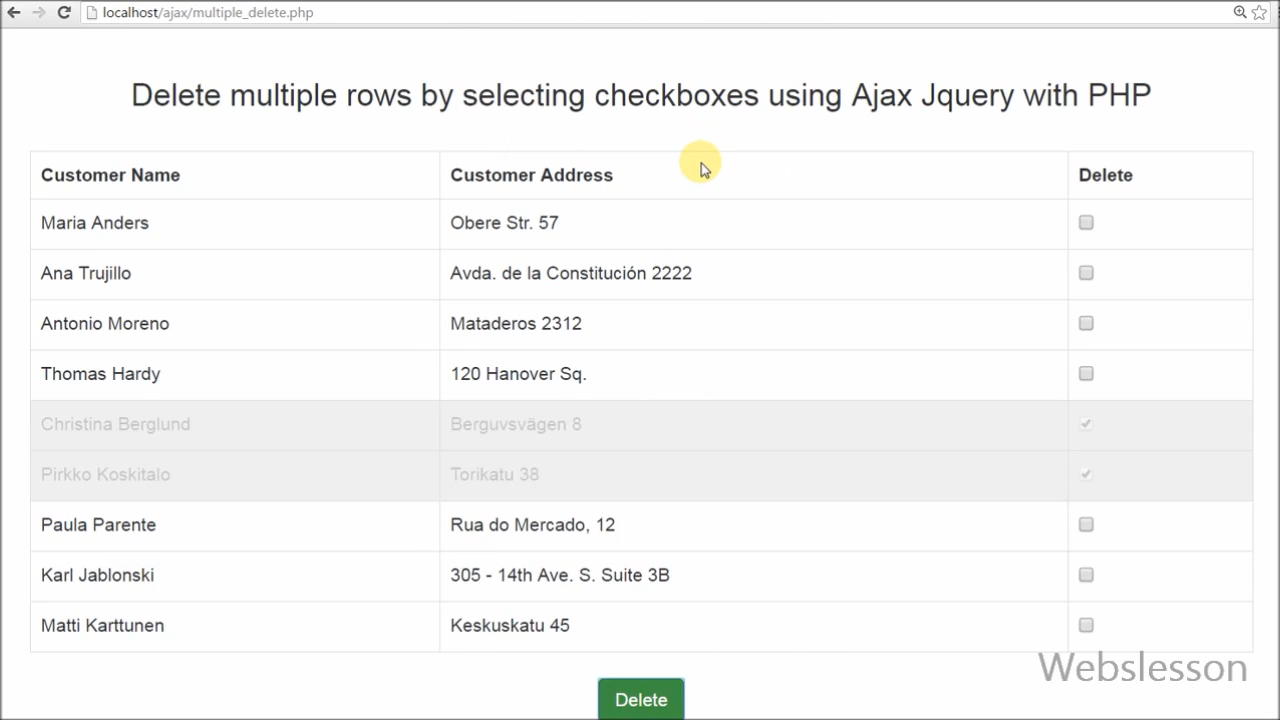 localhost/ajax/multiple_delete.php
Delete multiple rows by selecting checkboxes using Ajax Jquery with PHP
Customer Name Customer Address Delete
Maria Anders Obere Str. 57
Ana Trujillo Avda. de la Constitución 2222
Antonio Moreno Mataderos 2312
Thomas Hardy 120 Hanover Sq.
Christina Berglund Berguvsvägen 8
Pirkko Koskitalo Torikatu 38
Paula Parente Rua do Mercado, 12
Karl Jablonski 305 - 14th Ave. S. Suite 3B
Matti Karttunen Keskuskatu 45
Webslesson
Delete